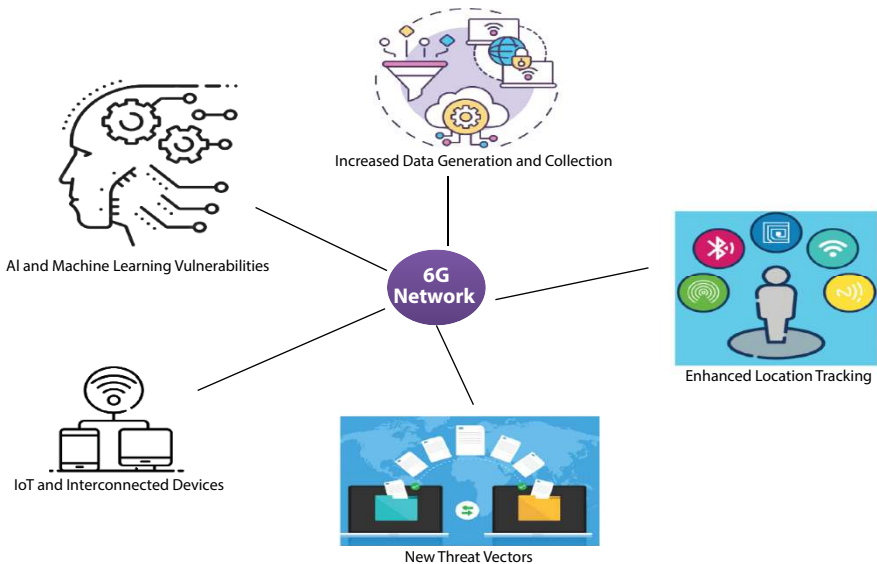 Increased Data Generation and Collection
AI and Machine Learning Vulnerabilities
6G
Network
Enhanced Location Tracking
IoT and Interconnected Devices
New Threat Vectors